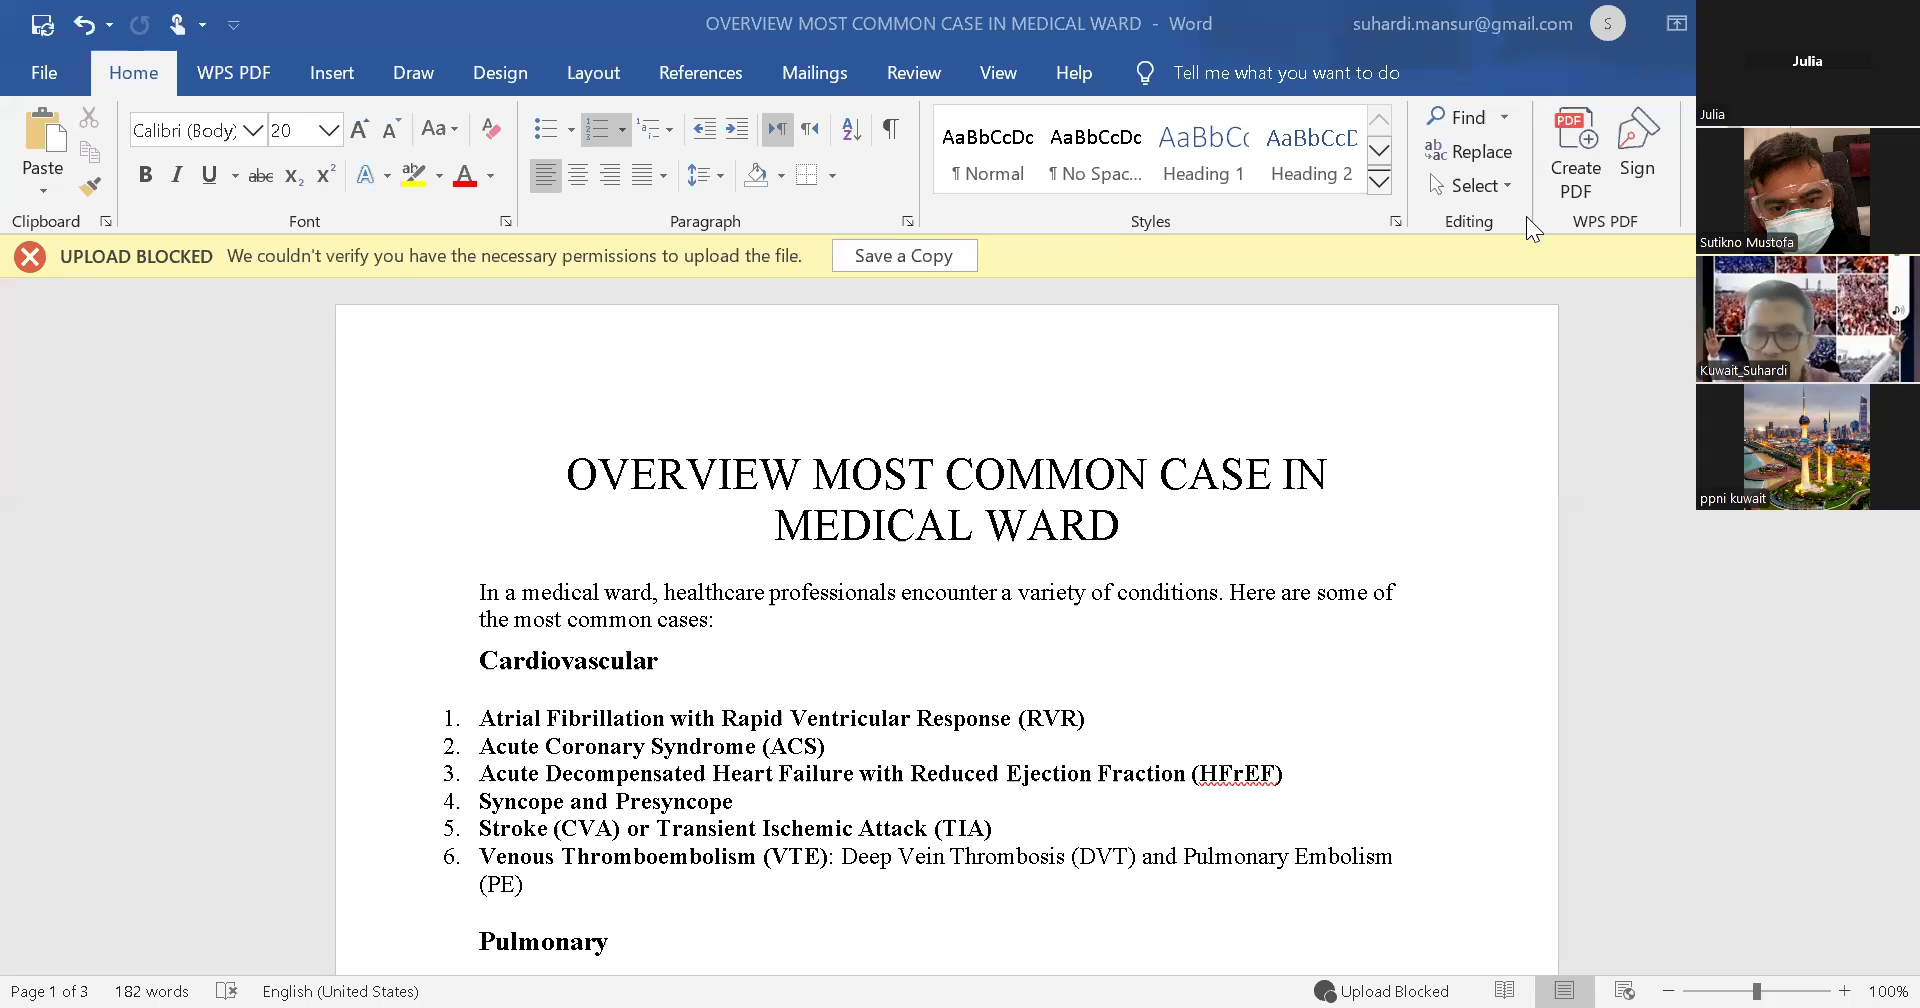 OVERVIEW MOST COMMON CASE IN MEDICAL WARD - Word
suhardi.mansur@gmail.com
S
File
Home
WPS PDF
Insert
Draw
Design
Layout
References
Mailings
Review
View
Help
Tell me what you want to do
Paste
Clipboard
Calibri (Body)
20
Font
Paragraph
AaBbCcDc
¶ Normal
AaBbCcDc
¶ No Spac...
AaBbCc
Heading 1
AaBbCcD
Heading 2
Styles
Find
Replace
Select
Editing
Create PDF
Sign
WPS PDF
UPLOAD BLOCKED We couldn't verify you have the necessary permissions to upload the file.
Save a Copy
Julia
Julia
Sutikno Mustofa
Kuwait_Suhardi
ppni kuwait
OVERVIEW MOST COMMON CASE IN
MEDICAL WARD
In a medical ward, healthcare professionals encounter a variety of conditions. Here are some of
the most common cases:
Cardiovascular
1. Atrial Fibrillation with Rapid Ventricular Response (RVR)
2. Acute Coronary Syndrome (ACS)
3. Acute Decompensated Heart Failure with Reduced Ejection Fraction (HFrEF)
4. Syncope and Presyncope
5. Stroke (CVA) or Transient Ischemic Attack (TIA)
6. Venous Thromboembolism (VTE): Deep Vein Thrombosis (DVT) and Pulmonary Embolism
(PE)
Pulmonary
Page 1 of 3
182 words
English (United States)
Upload Blocked
100%